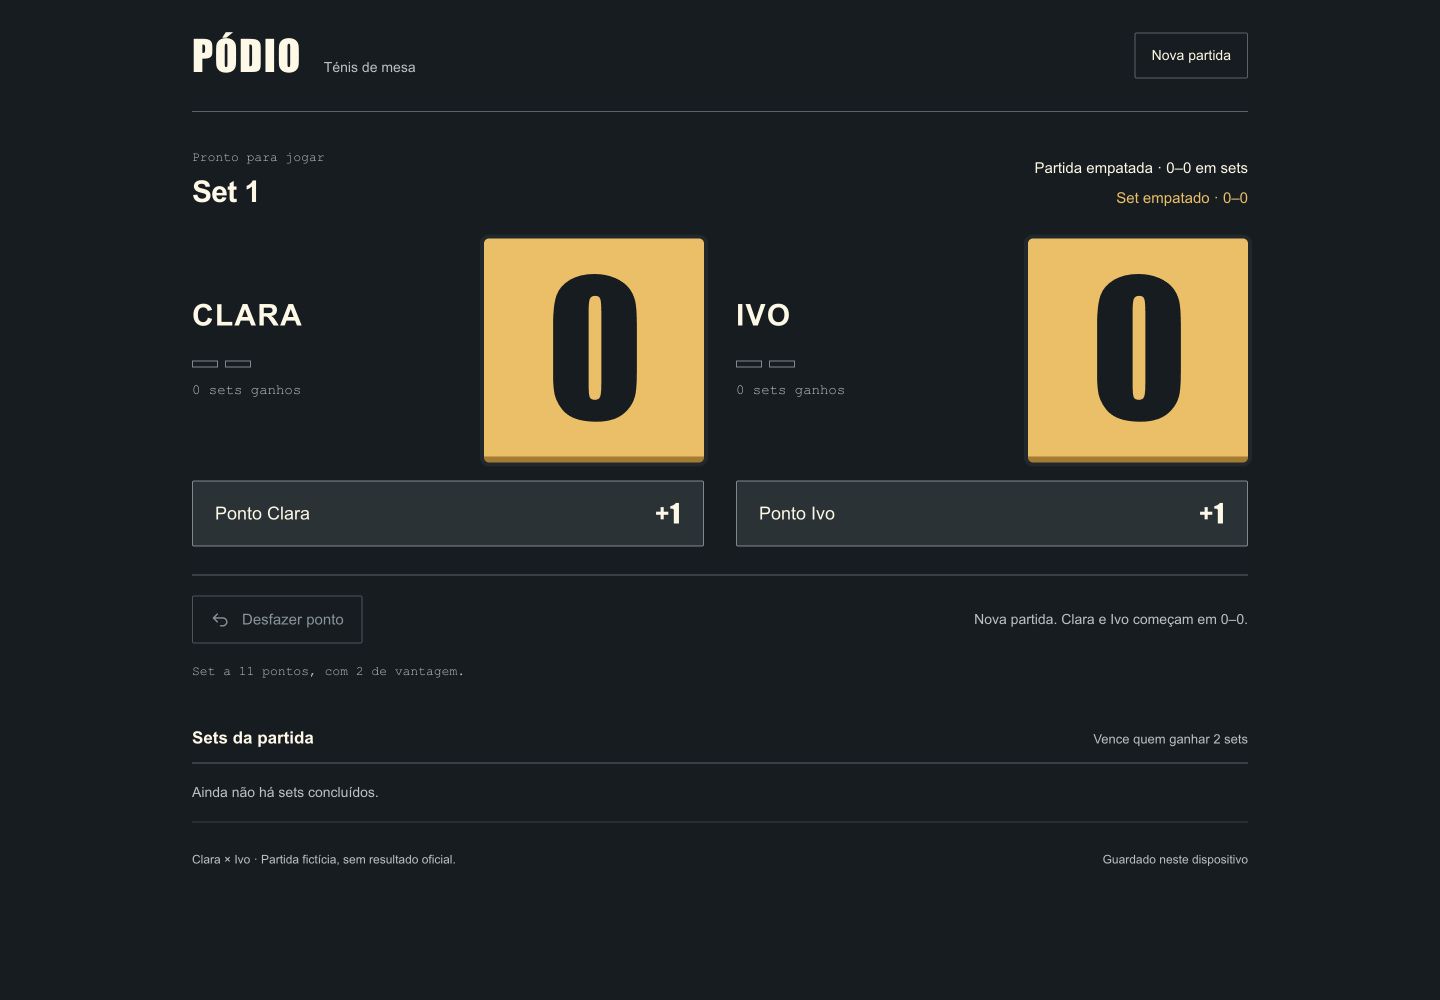 PÓDIO
Ténis de mesa
Nova partida
Pronto para jogar
Set 1
Partida empatada · 0–0 em sets
Set empatado · 0–0
CLARA
0 sets ganhos
0
IVO
0 sets ganhos
0
Ponto Clara +1
Ponto Ivo +1
Desfazer ponto
Nova partida. Clara e Ivo começam em 0–0.
Set a 11 pontos, com 2 de vantagem.
Sets da partida
Vence quem ganhar 2 sets
Ainda não há sets concluídos.
Clara × Ivo · Partida fictícia, sem resultado oficial.
Guardado neste dispositivo